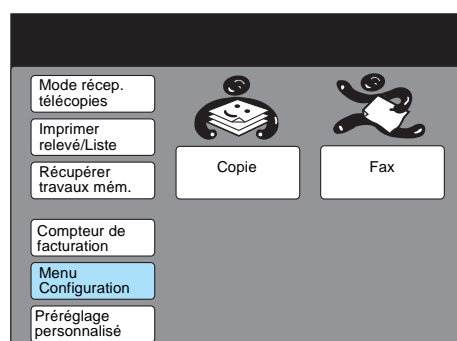 Mode récep.
télécopies
Imprimer
relevé/Liste
Récupérer
travaux mém.
Compteur de
facturation
Menu
Configuration
Préréglage
personnalisé
Copie
Fax